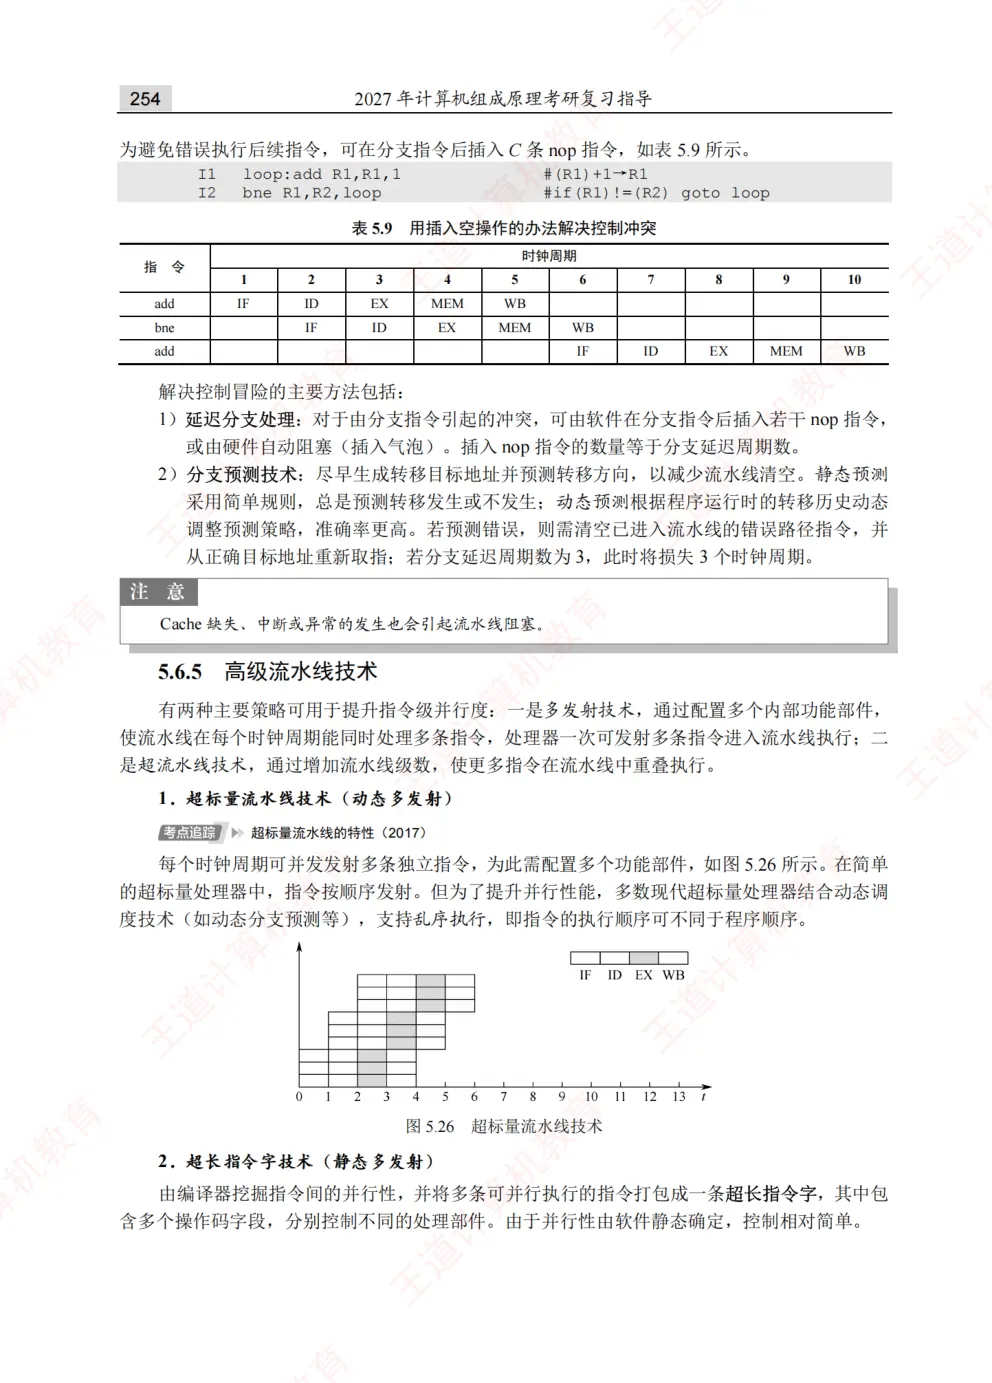 254
2027 年计算机组成原理考研复习指导
为避免错误执行后续指令，可在分支指令后插入 C 条 nop 指令，如表 5.9 所示。
I1 loop:add R1,R1,1 #(R1)+1→R1
I2 bne R1,R2,loop #if(R1)!=(R2) goto loop
表 5.9 用插入空操作的办法解决控制冲突
指 令 时钟周期
1 2 3 4 5 6 7 8 9 10
add IF ID EX MEM WB
bne IF ID EX MEM WB
add IF ID EX MEM WB
解决控制冒险的主要方法包括：
1）延迟分支处理：对于由分支指令引起的冲突，可由软件在分支指令后插入若干 nop 指令，
或由硬件自动阻塞（插入气泡）。插入 nop 指令的数量等于分支延迟周期数。
2）分支预测技术：尽早生成转移目标地址并预测转移方向，以减少流水线清空。静态预测
采用简单规则，总是预测转移发生或不发生；动态预测根据程序运行时的转移历史动态
调整预测策略，准确率更高。若预测错误，则需清空已进入流水线的错误路径指令，并
从正确目标地址重新取指；若分支延迟周期数为 3，此时将损失 3 个时钟周期。
注 意
Cache 缺失、中断或异常的发生也会引起流水线阻塞。
5.6.5 高级流水线技术
有两种主要策略可用于提升指令级并行度：一是多发射技术，通过配置多个内部功能部件，
使流水线在每个时钟周期能同时处理多条指令，处理器一次可发射多条指令进入流水线执行；二
是超流水线技术，通过增加流水线级数，使更多指令在流水线中重叠执行。
1．超标量流水线技术（动态多发射）
考点追踪 超标量流水线的特性（2017）
每个时钟周期可并发发射多条独立指令，为此需配置多个功能部件，如图 5.26 所示。在简单
的超标量处理器中，指令按顺序发射。但为了提升并行性能，多数现代超标量处理器结合动态调
度技术（如动态分支预测等），支持乱序执行，即指令的执行顺序可不同于程序顺序。
IF ID EX WB
0 1 2 3 4 5 6 7 8 9 10 11 12 13 t
图 5.26 超标量流水线技术
2．超长指令字技术（静态多发射）
由编译器挖掘指令间的并行性，并将多条可并行执行的指令打包成一条超长指令字，其中包
含多个操作码字段，分别控制不同的处理部件。由于并行性由软件静态确定，控制相对简单。
王道计算机教育